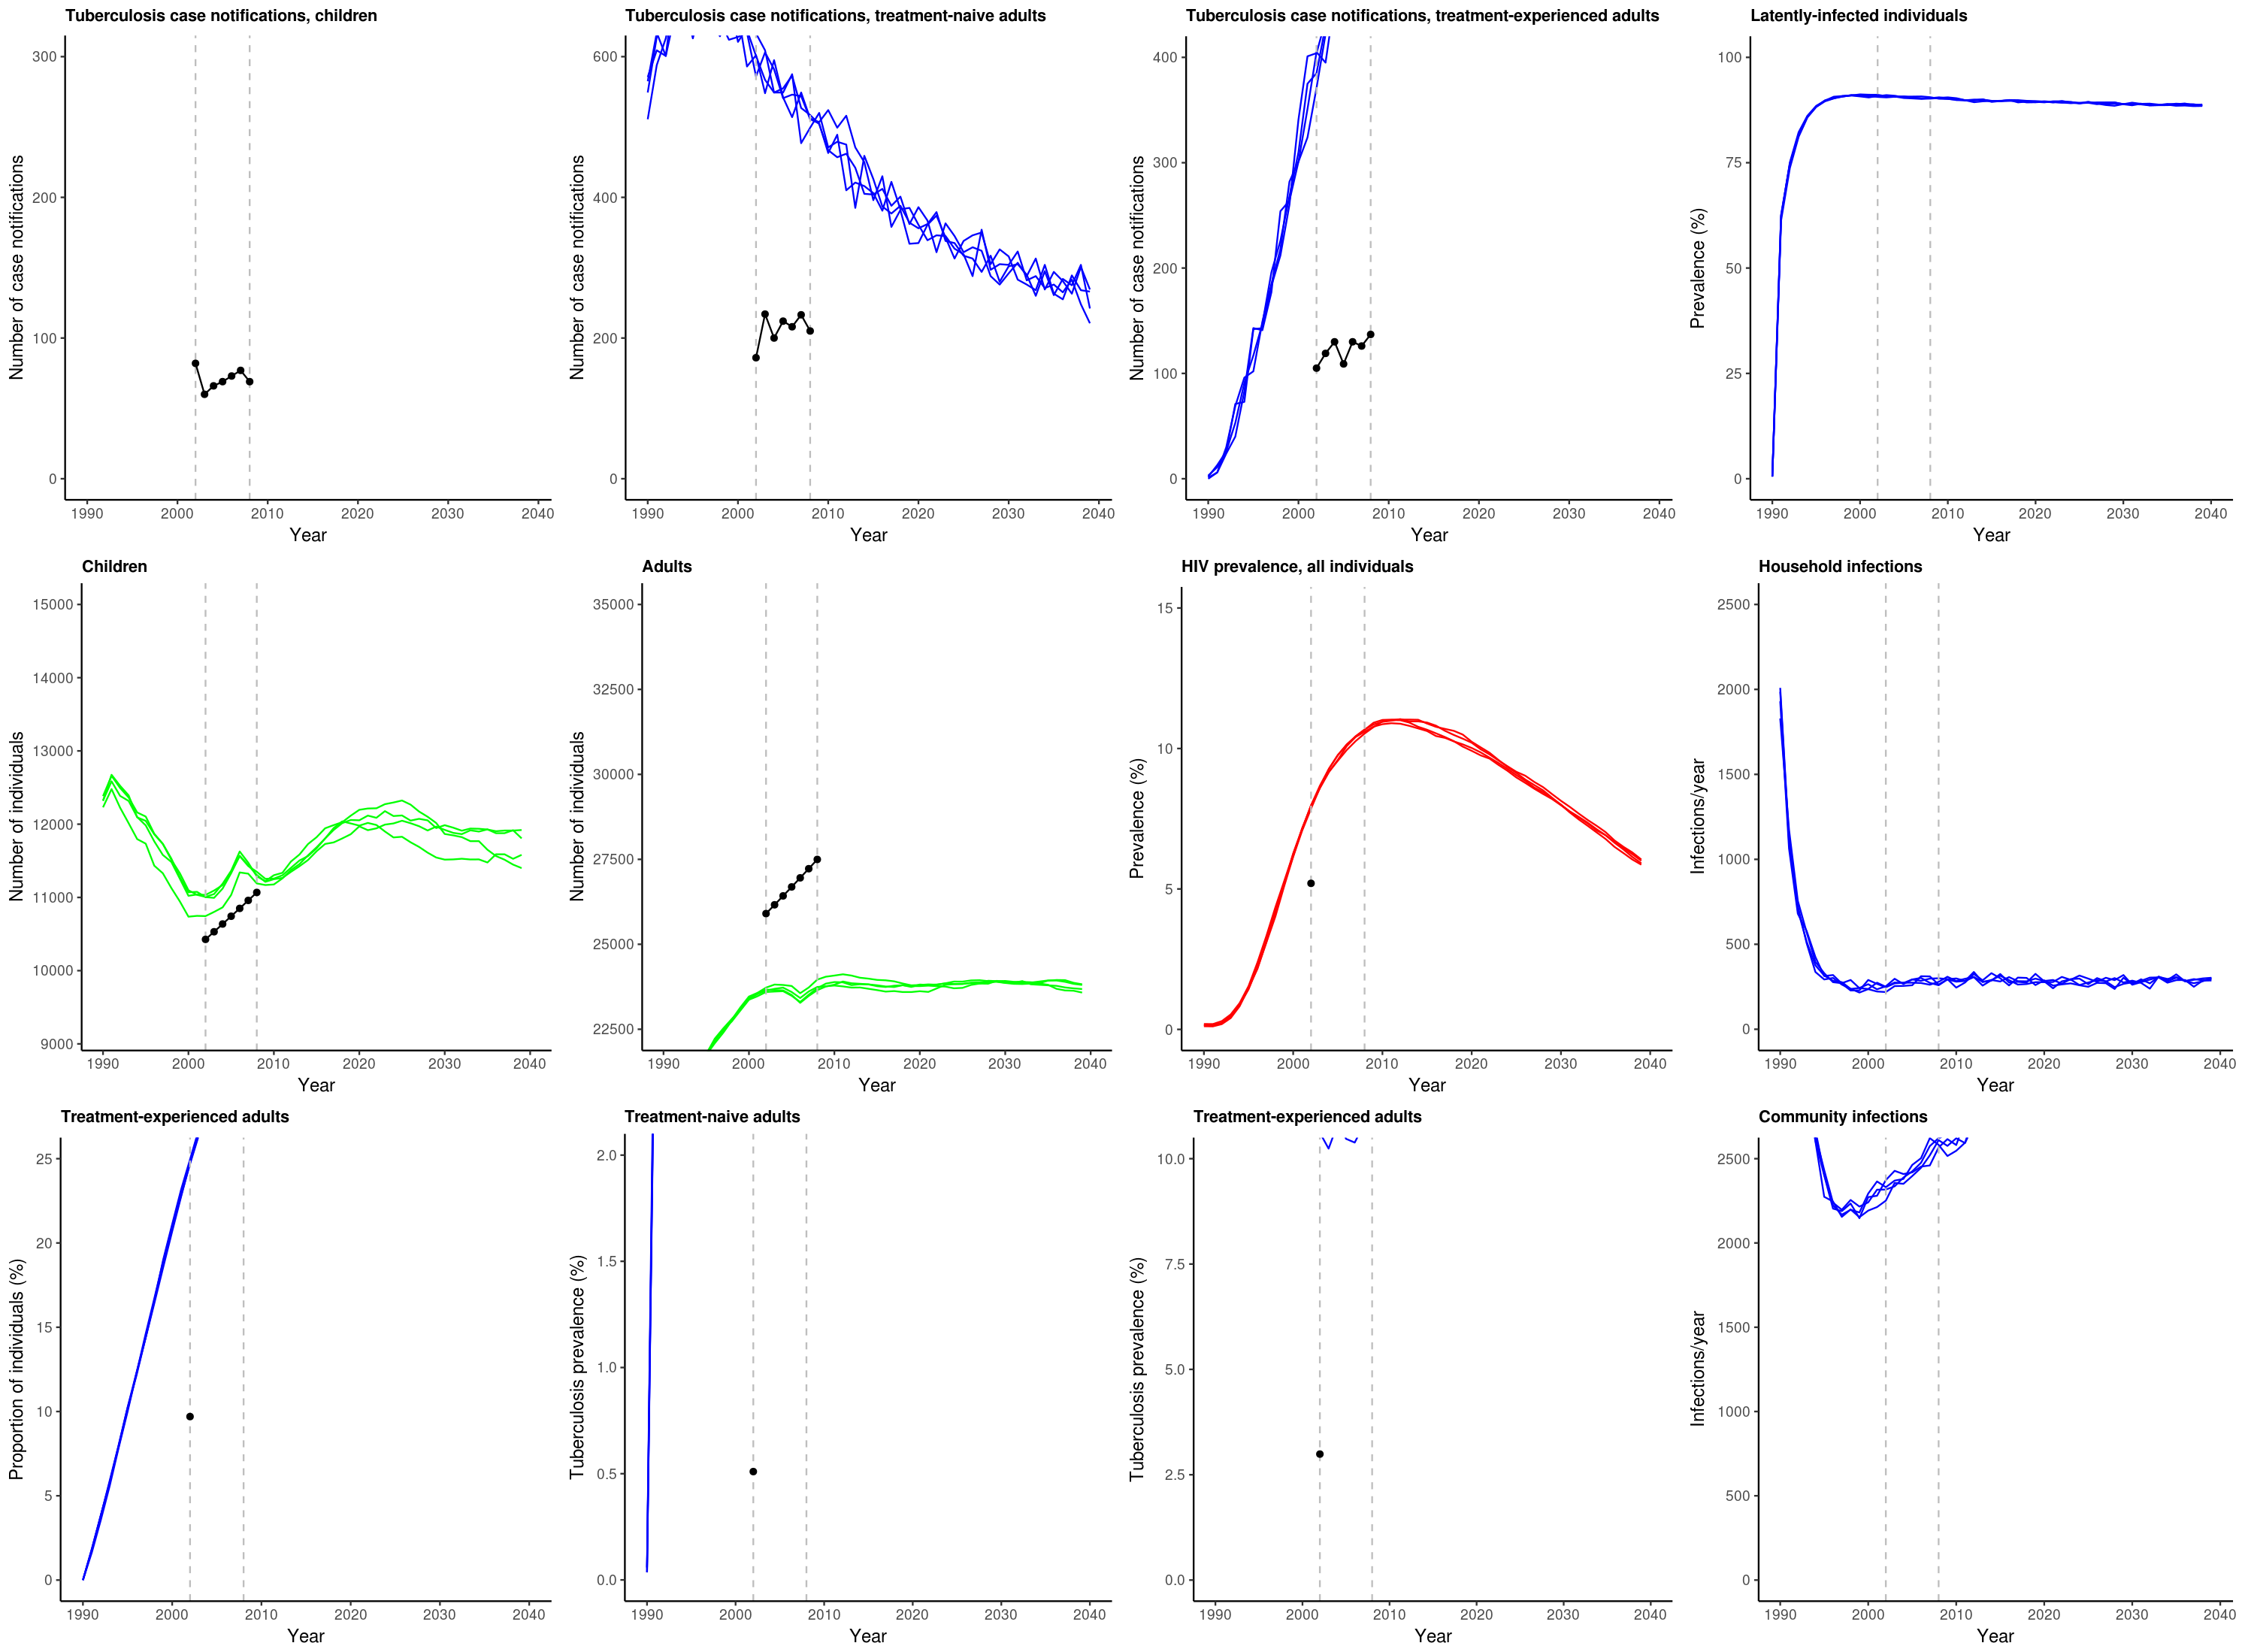 Tuberculosis case notifications, children
Number of case notifications
300
200
100
0
1990 2000 2010 2020 2030 2040
Year
Tuberculosis case notifications, treatment-naive adults
Number of case notifications
600
400
200
0
1990 2000 2010 2020 2030 2040
Year
Tuberculosis case notifications, treatment-experienced adults
Number of case notifications
400
300
200
100
0
1990 2000 2010 2020 2030 2040
Year
Latently-infected individuals
Prevalence (%)
100
75
50
25
0
1990 2000 2010 2020 2030 2040
Year
Children
Number of individuals
15000
14000
13000
12000
11000
10000
9000
1990 2000 2010 2020 2030 2040
Year
Adults
Number of individuals
35000
32500
30000
27500
25000
22500
1990 2000 2010 2020 2030 2040
Year
HIV prevalence, all individuals
Prevalence (%)
15
10
5
0
1990 2000 2010 2020 2030 2040
Year
Household infections
Infections/year
2500
2000
1500
1000
500
0
1990 2000 2010 2020 2030 2040
Year
Treatment-experienced adults
Proportion of individuals (%)
25
20
15
10
5
0
1990 2000 2010 2020 2030 2040
Year
Treatment-naive adults
Tuberculosis prevalence (%)
2.0
1.5
1.0
0.5
0.0
1990 2000 2010 2020 2030 2040
Year
Treatment-experienced adults
Tuberculosis prevalence (%)
10.0
7.5
5.0
2.5
0.0
1990 2000 2010 2020 2030 2040
Year
Community infections
Infections/year
2500
2000
1500
1000
500
0
1990 2000 2010 2020 2030 2040
Year